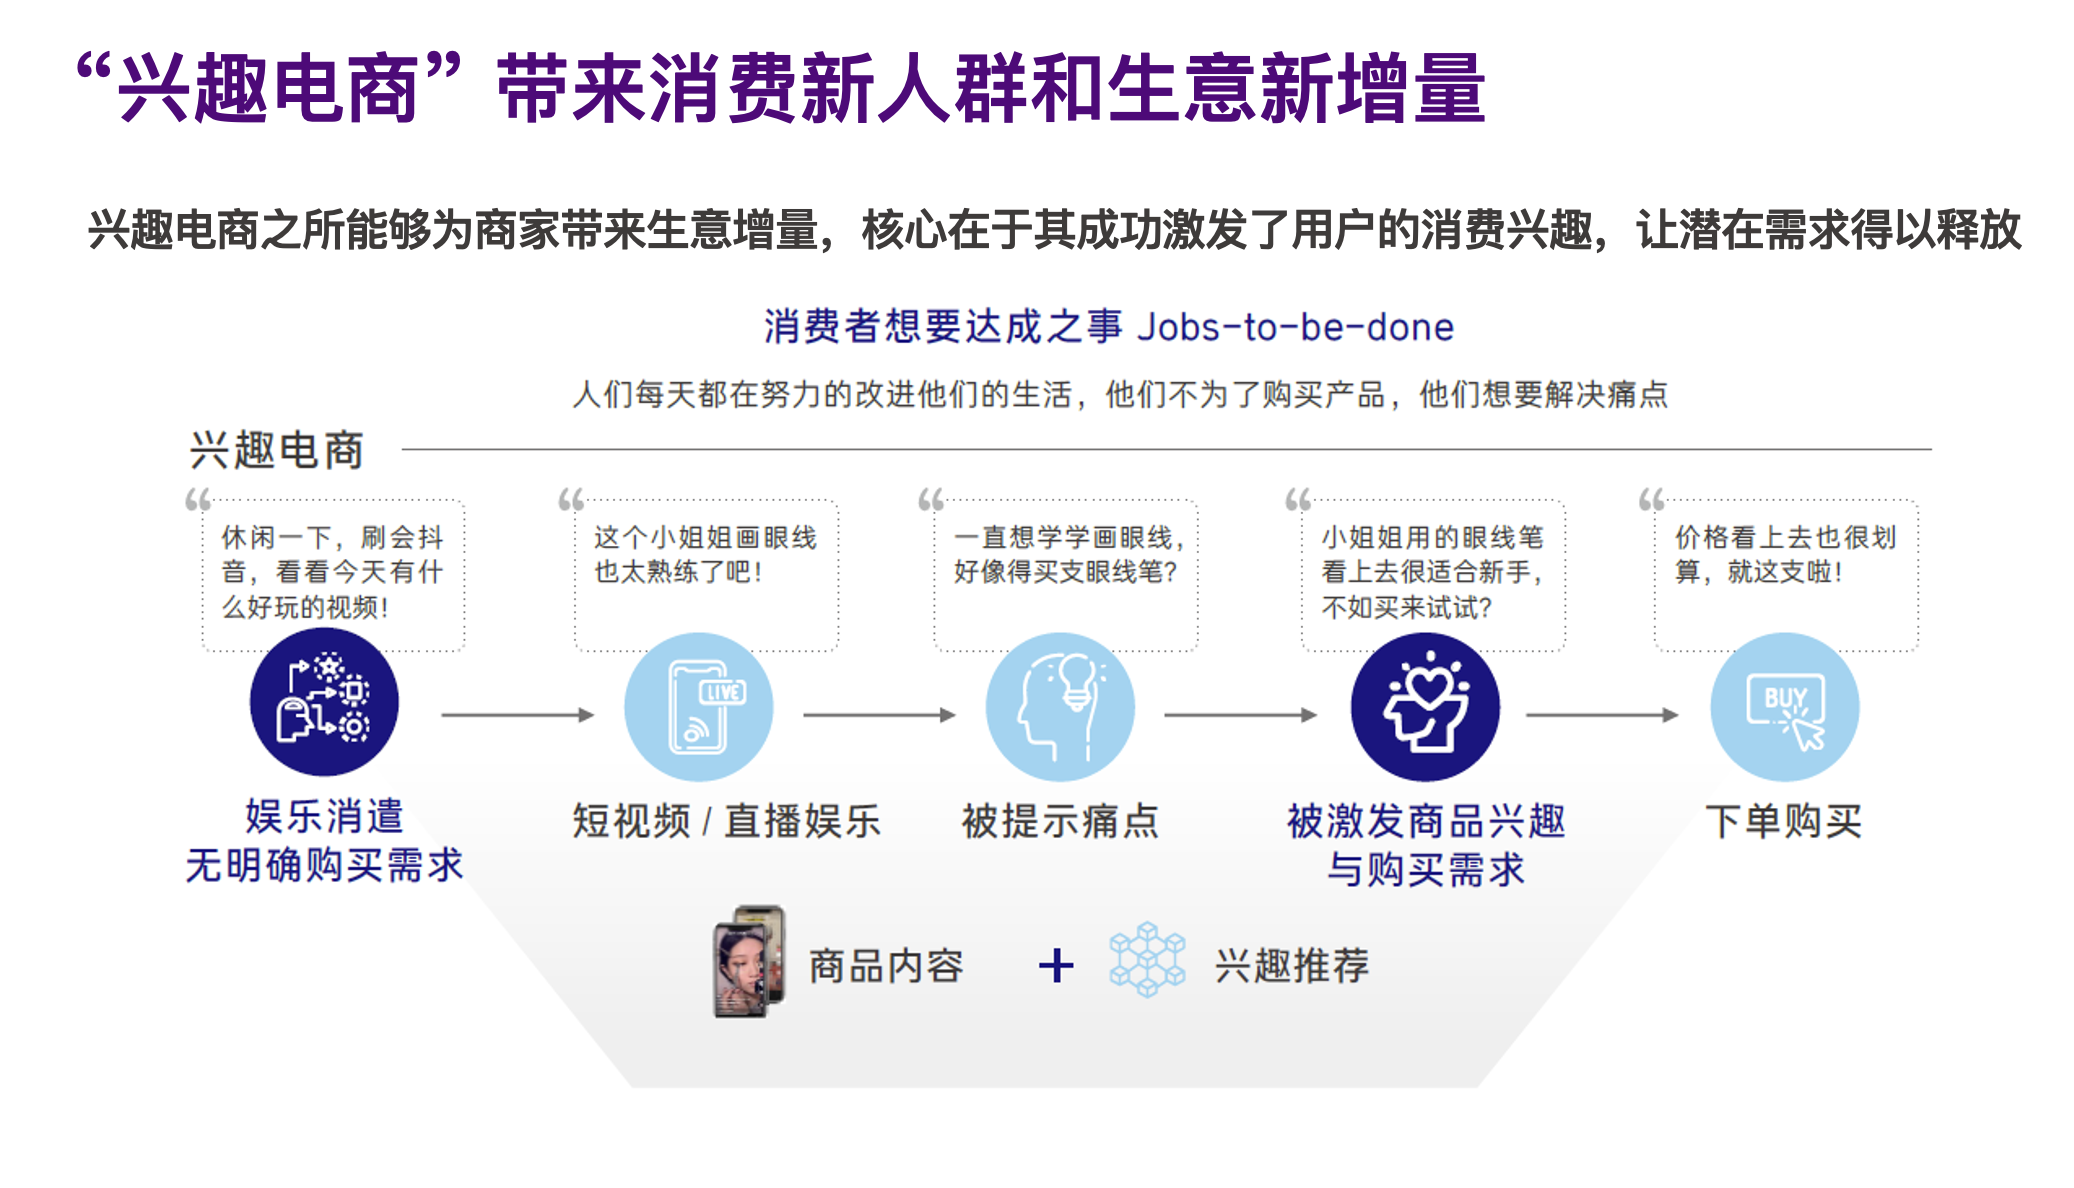 “兴趣电商”带来消费新人群和生意新增量
兴趣电商之所能够为商家带来生意增量，核心在于其成功激发了用户的消费兴趣，让潜在需求得以释放
消费者想要达成之事 Jobs-to-be-done
人们每天都在努力的改进他们的生活，他们不为了购买产品，他们想要解决痛点
兴趣电商
休闲一下，刷会抖
音，看看今天有什
么好玩的视频！
这个小姐姐画眼线
也太熟练了吧！
一直想学学画眼线，
好像得买支眼线笔？
小姐姐用的眼线笔
看上去很适合新手，
不如买来试试？
价格看上去也很划
算，就这支啦！
LIVE
BUY
娱乐消遣
无明确购买需求
短视频 / 直播娱乐
被提示痛点
被激发商品兴趣
与购买需求
下单购买
商品内容
+
兴趣推荐